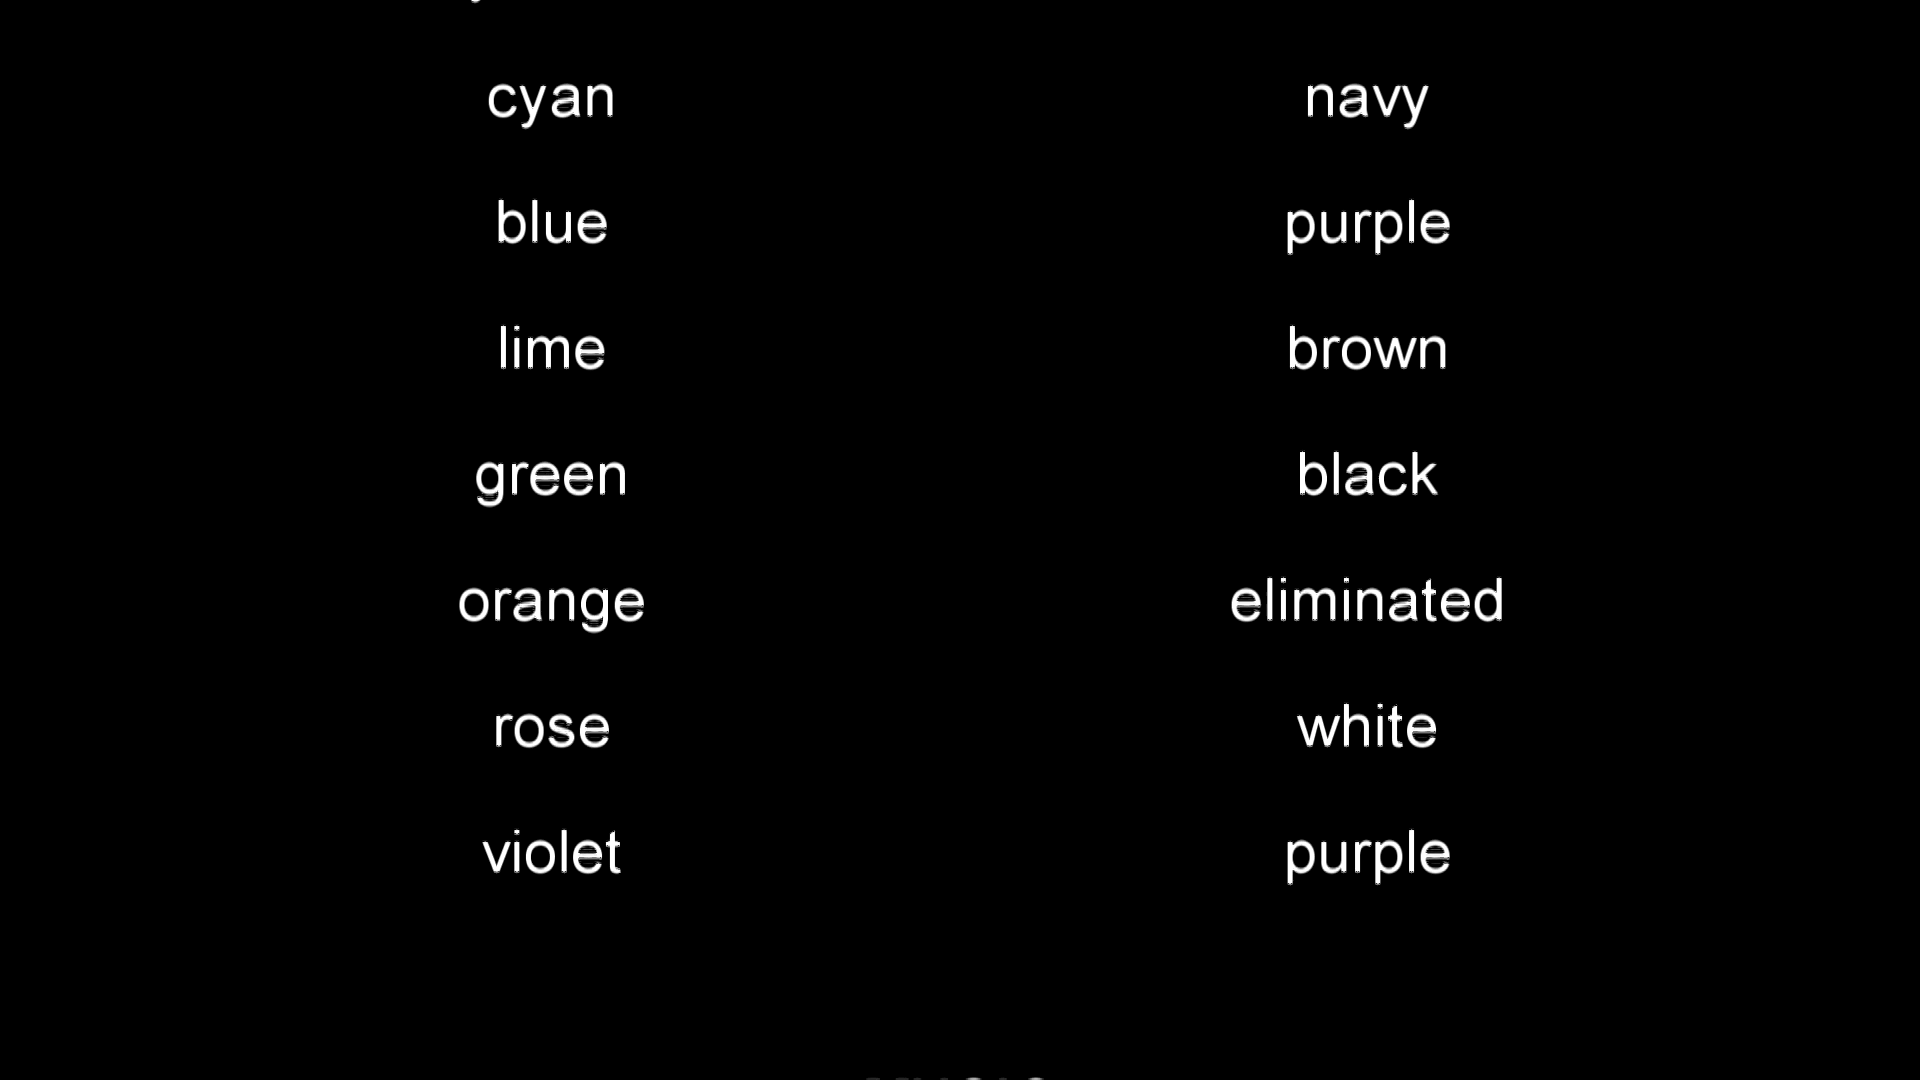 cyan navy
blue purple
lime brown
green black
orange eliminated
rose white
violet purple